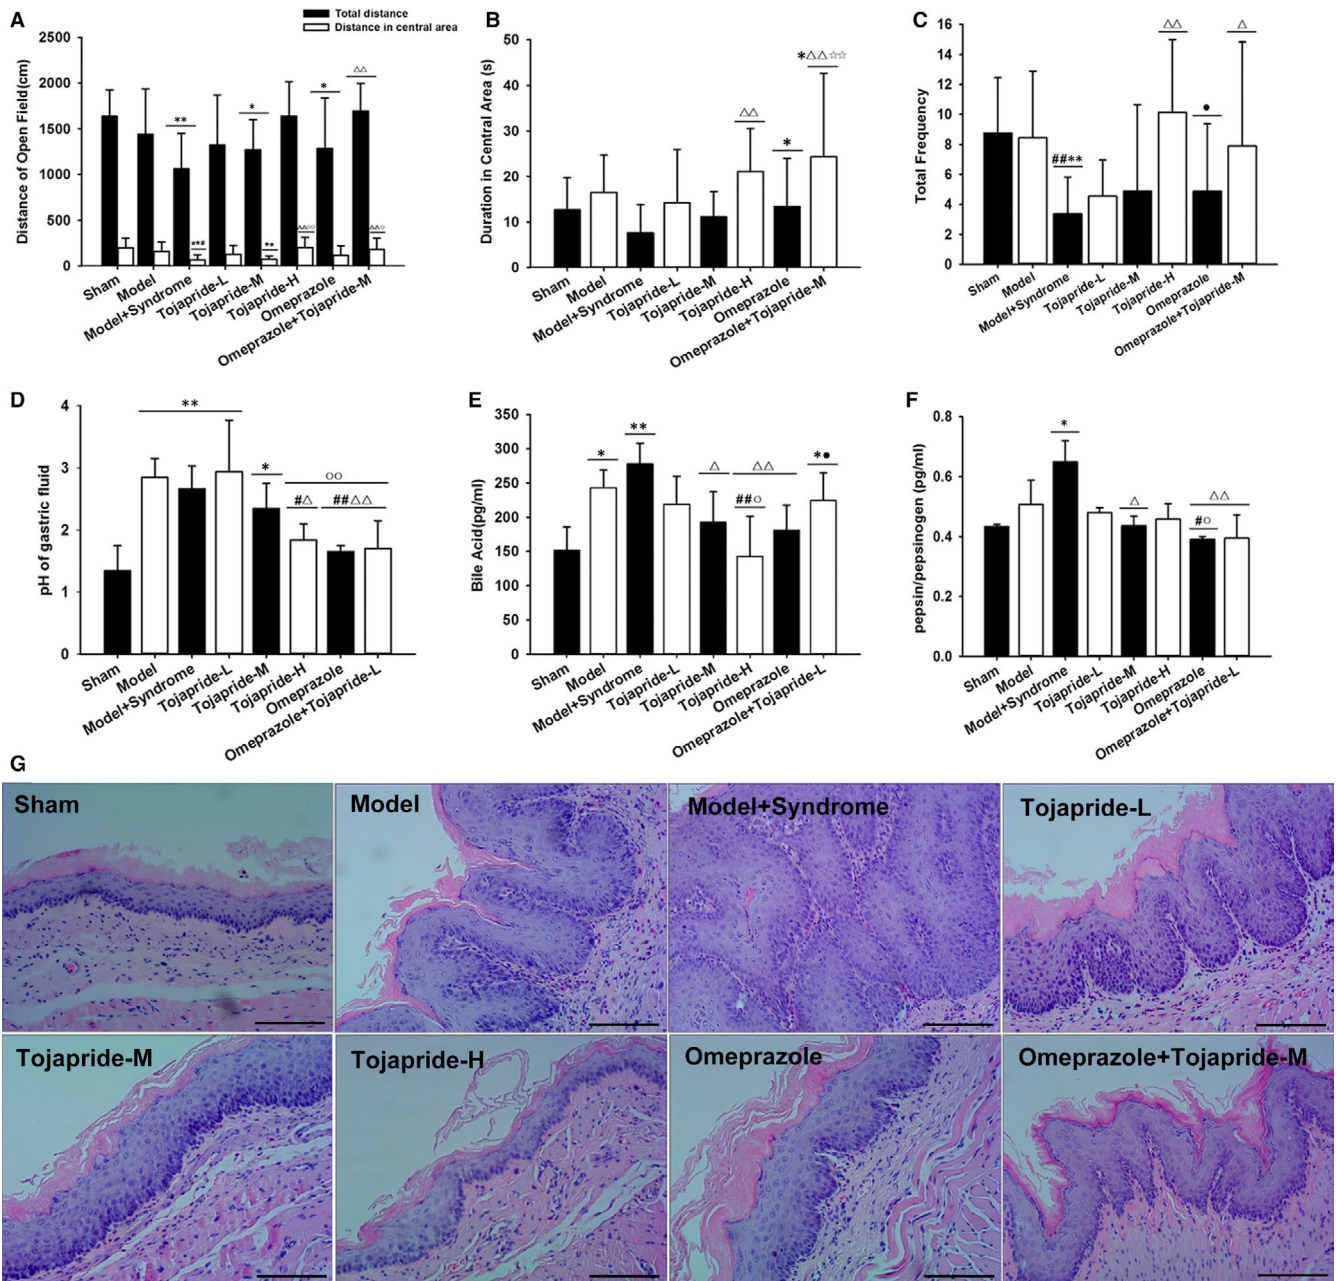 A
Total distance
Distance in central area
Distance of Open Field(cm)
2500
2000
1500
1000
500
0
**
*
*
△△
***#
**
△△☆☆
△△☆
Sham
Model
Model+Syndrome
Tojapride-L
Tojapride-M
Tojapride-H
Omeprazole
Omeprazole+Tojapride-M
B
Duration in Central Area (s)
50
40
30
20
10
0
△△
*
*△△☆☆
Sham
Model
Model+Syndrome
Tojapride-L
Tojapride-M
Tojapride-H
Omeprazole
Omeprazole+Tojapride-M
C
Total Frequency
16
14
12
10
8
6
4
2
0
##**
△△
●
△
Sham
Model
Model+Syndrome
Tojapride-L
Tojapride-M
Tojapride-H
Omeprazole
Omeprazole+Tojapride-M
D
pH of gastric fluid
4
3
2
1
0
**
*
○○
#△
##△△
Sham
Model
Model+Syndrome
Tojapride-L
Tojapride-M
Tojapride-H
Omeprazole
Omeprazole+Tojapride-L
E
Bile Acid(pg/ml)
350
300
250
200
150
100
50
0
*
**
△
△△
##○
*●
Sham
Model
Model+Syndrome
Tojapride-L
Tojapride-M
Tojapride-H
Omeprazole
Omeprazole+Tojapride-L
F
pepsin/pepsinogen (pg/ml)
0.8
0.6
0.4
0.2
0.0
*
△
△△
#○
Sham
Model
Model+Syndrome
Tojapride-L
Tojapride-M
Tojapride-H
Omeprazole
Omeprazole+Tojapride-L
G
Sham
Model
Model+Syndrome
Tojapride-L
Tojapride-M
Tojapride-H
Omeprazole
Omeprazole+Tojapride-M